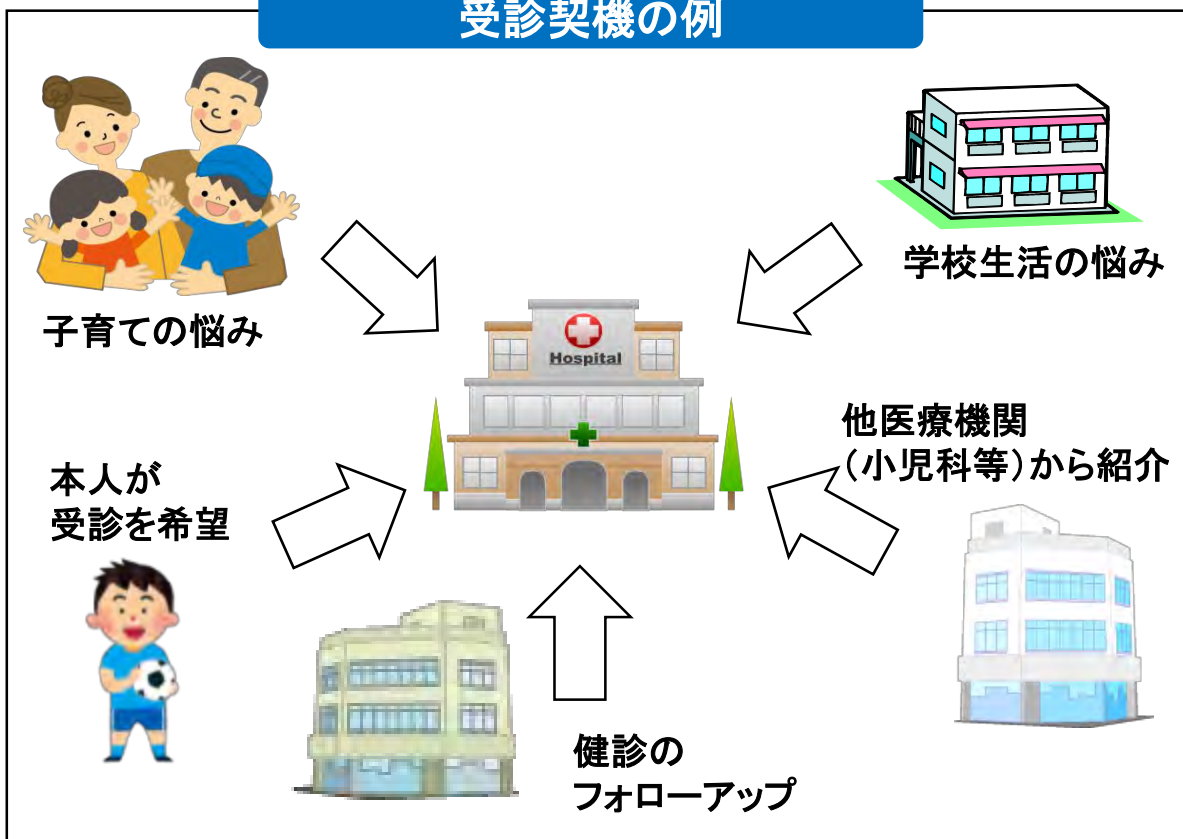 受診契機の例
子育ての悩み
学校生活の悩み
Hospital
他医療機関
（小児科等）から紹介
本人が
受診を希望
健診の
フォローアップ